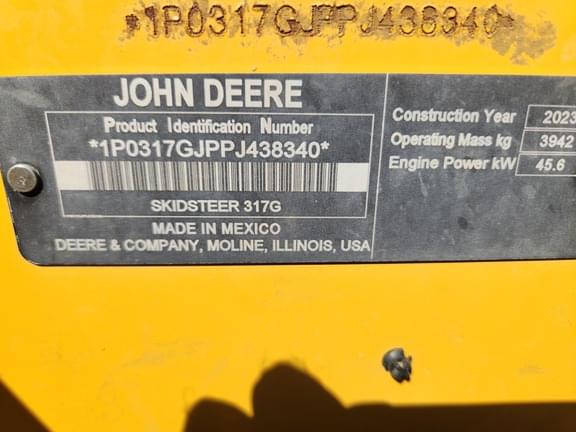 *1P0317GJPPJ438340*
JOHN DEERE
Product Identification Number
*1P0317GJPPJ438340*
SKIDSTEER 317G
MADE IN MEXICO
DEERE & COMPANY, MOLINE, ILLINOIS, USA
Construction Year 2023
Operating Mass kg 3942
Engine Power kW 45.6